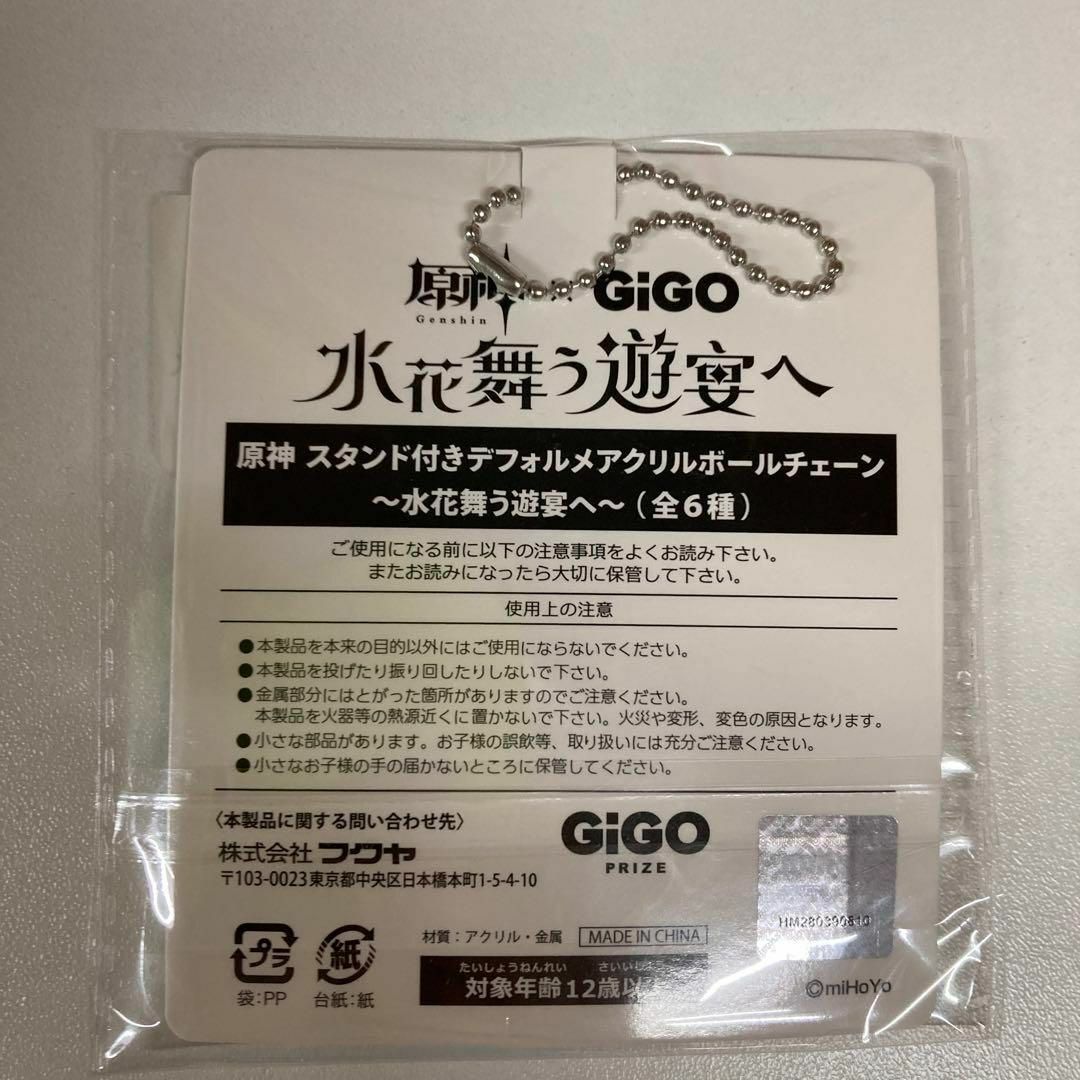 原神 × GiGO
Genshin
水花舞う遊宴へ
原神 スタンド付きデフォルメアクリルボールチェーン
～水花舞う遊宴へ～（全6種）
ご使用になる前に以下の注意事項をよくお読み下さい。
またお読みになったら大切に保管して下さい。
使用上の注意
●本製品を本来の目的以外にはご使用にならないでください。
●本製品を投げたり振り回したりしないで下さい。
●金属部分にはとがった箇所がありますのでご注意ください。
本製品を火器等の熱源近くに置かないで下さい。火災や変形、変色の原因となります。
●小さな部品があります。お子様の誤飲等、取り扱いには充分ご注意ください。
●小さなお子様の手の届かないところに保管してください。
〈本製品に関する問い合わせ先〉
株式会社フクヤ
〒103-0023東京都中央区日本橋本町1-5-4-10
GiGO
PRIZE
HM280390810
プラ
袋：PP
紙
台紙：紙
材質：アクリル・金属
MADE IN CHINA
たいしょうねんれい さいい
対象年齢12歳以
©miHoYo